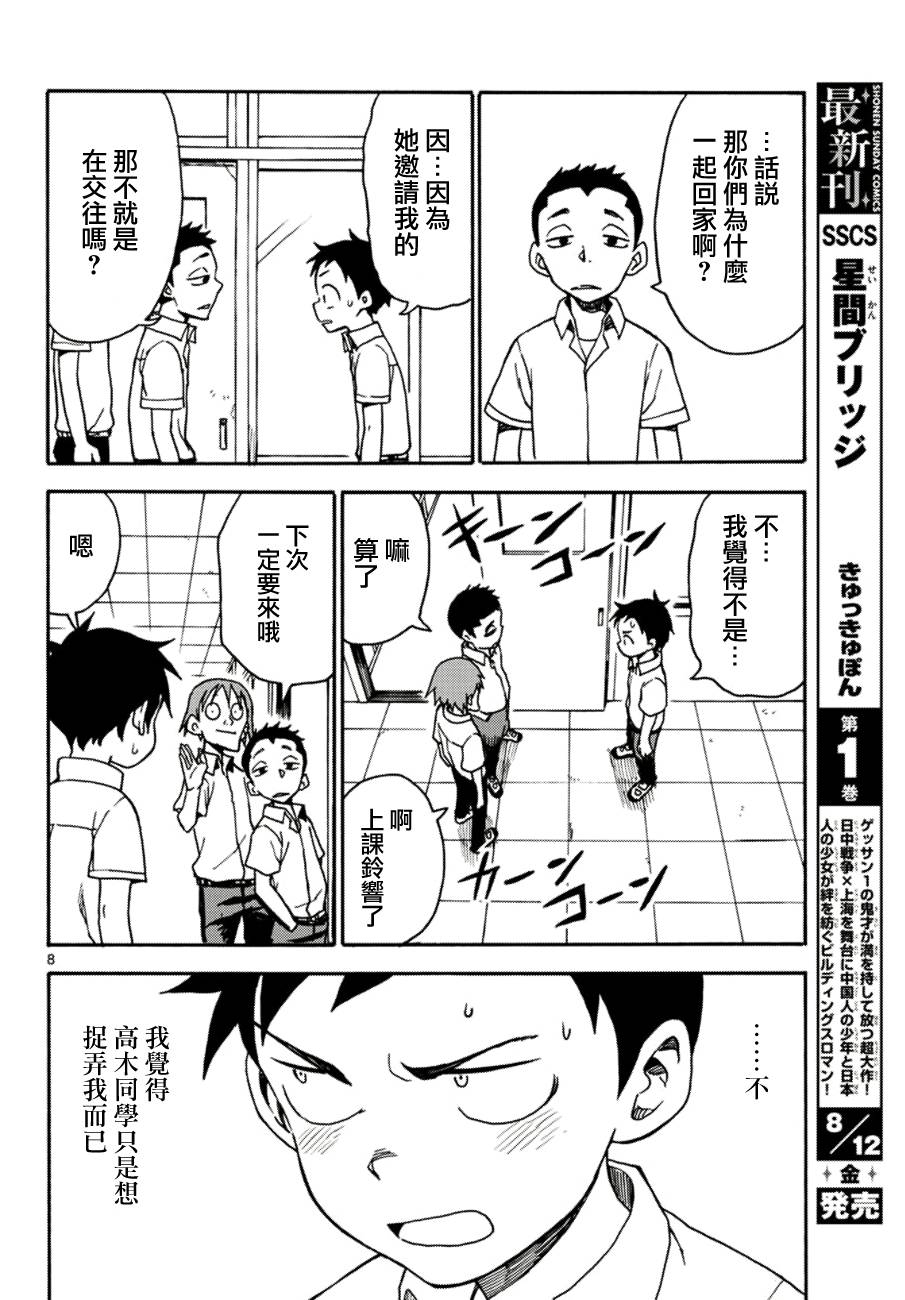 …話説
那你們為什麼
一起回家啊?
因…因為
她邀請我的
那不就是
在交往嗎?
不…
我覺得不是…
キーンコーンカーンコーン
嘛
算了
啊
上課鈴響了
下次
一定要來哦
嗯
8
……不
我覺得
高木同學只是想
捉弄我而已
SHONEN SUNDAY COMICS
最新刊
SSCS
星間ブリッジ
せい かん
きゅっきゅぽん
第1巻
ゲッサン1の鬼才が満を持して放つ超大作!
日中戦争×上海を舞台に中国人の少年と日本
人の少女が絆を紡ぐビルディングスロマン!
8/12
金
発売